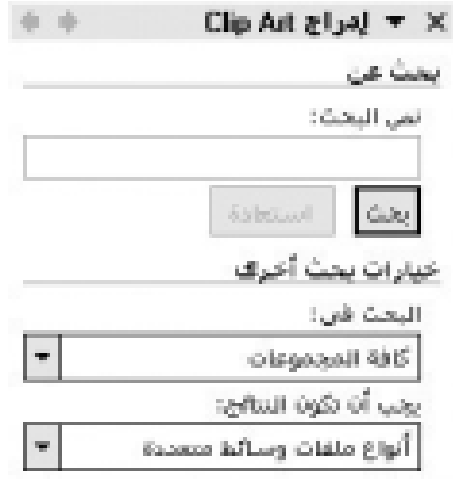 إدراج Clip Art
بحث عن
نص البحث:
بحث استعادة
خيارات بحث أخرى
البحث في:
كافة المجموعات
يجب أن تكون النتائج:
أنواع ملفات وسائط متعددة